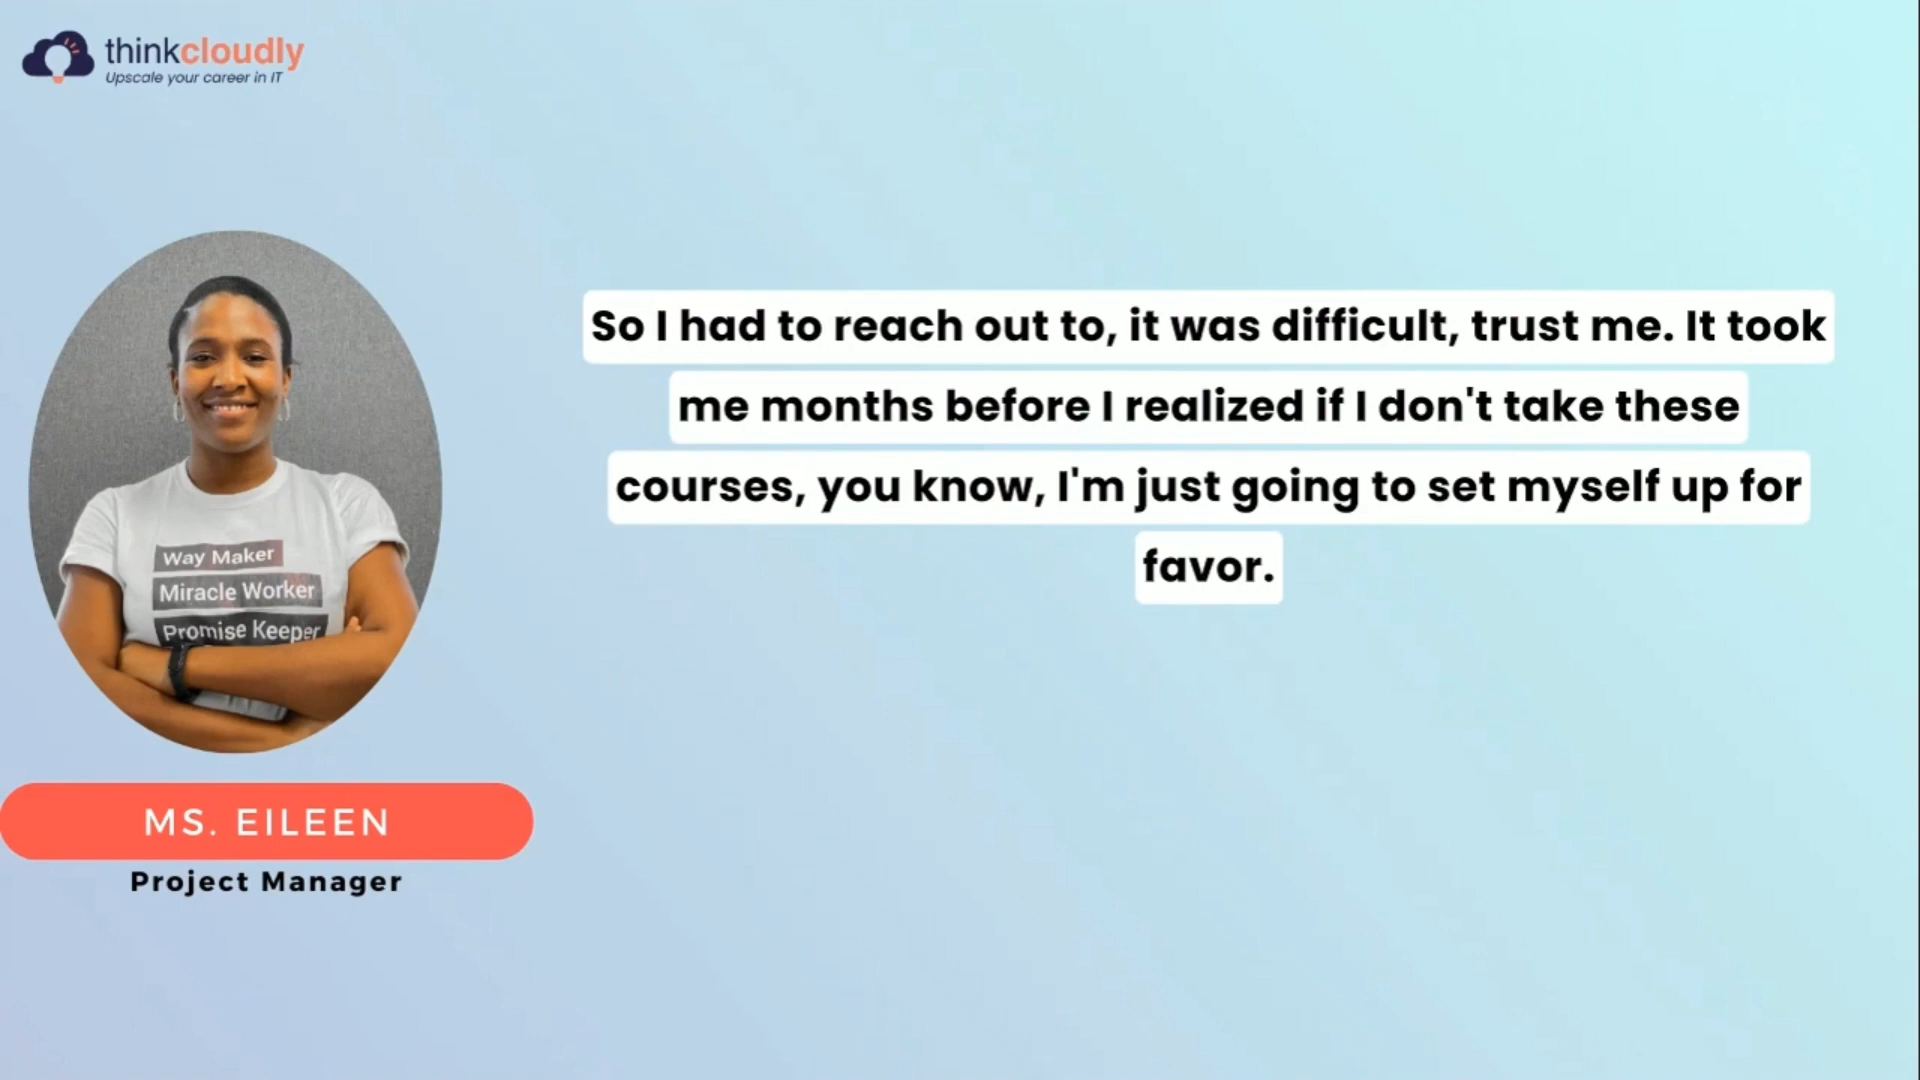 thinkcloudly
Upscale your career in IT
So I had to reach out to, it was difficult, trust me. It took
me months before I realized if I don't take these
courses, you know, I'm just going to set myself up for
favor.
Way Maker
Miracle Worker
Promise Keeper
MS. EILEEN
Project Manager